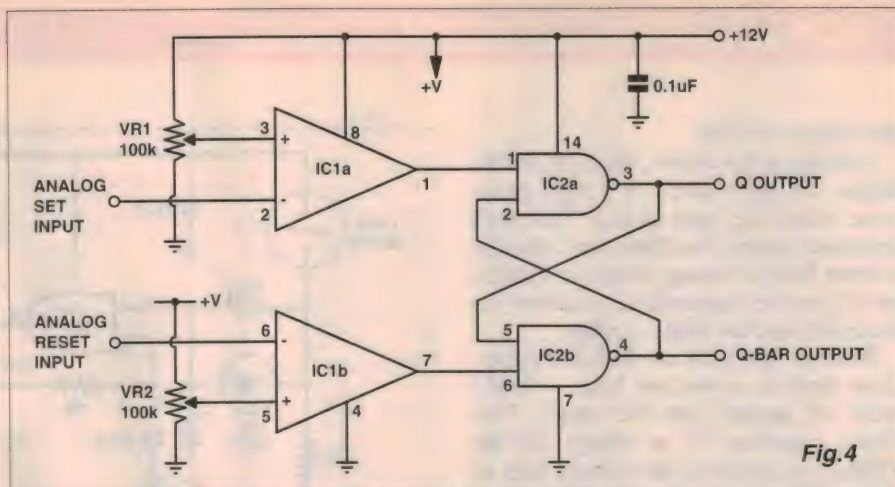 +12V
+V
0.1uF
VR1
100k
3
+
8
IC1a
1
1
14
IC2a
3
Q OUTPUT
ANALOG
SET
INPUT
-
2
2
ANALOG
RESET
INPUT
+V
6
-
IC1b
7
5
IC2b
4
Q-BAR OUTPUT
6
VR2
100k
+
5
4
7
Fig.4